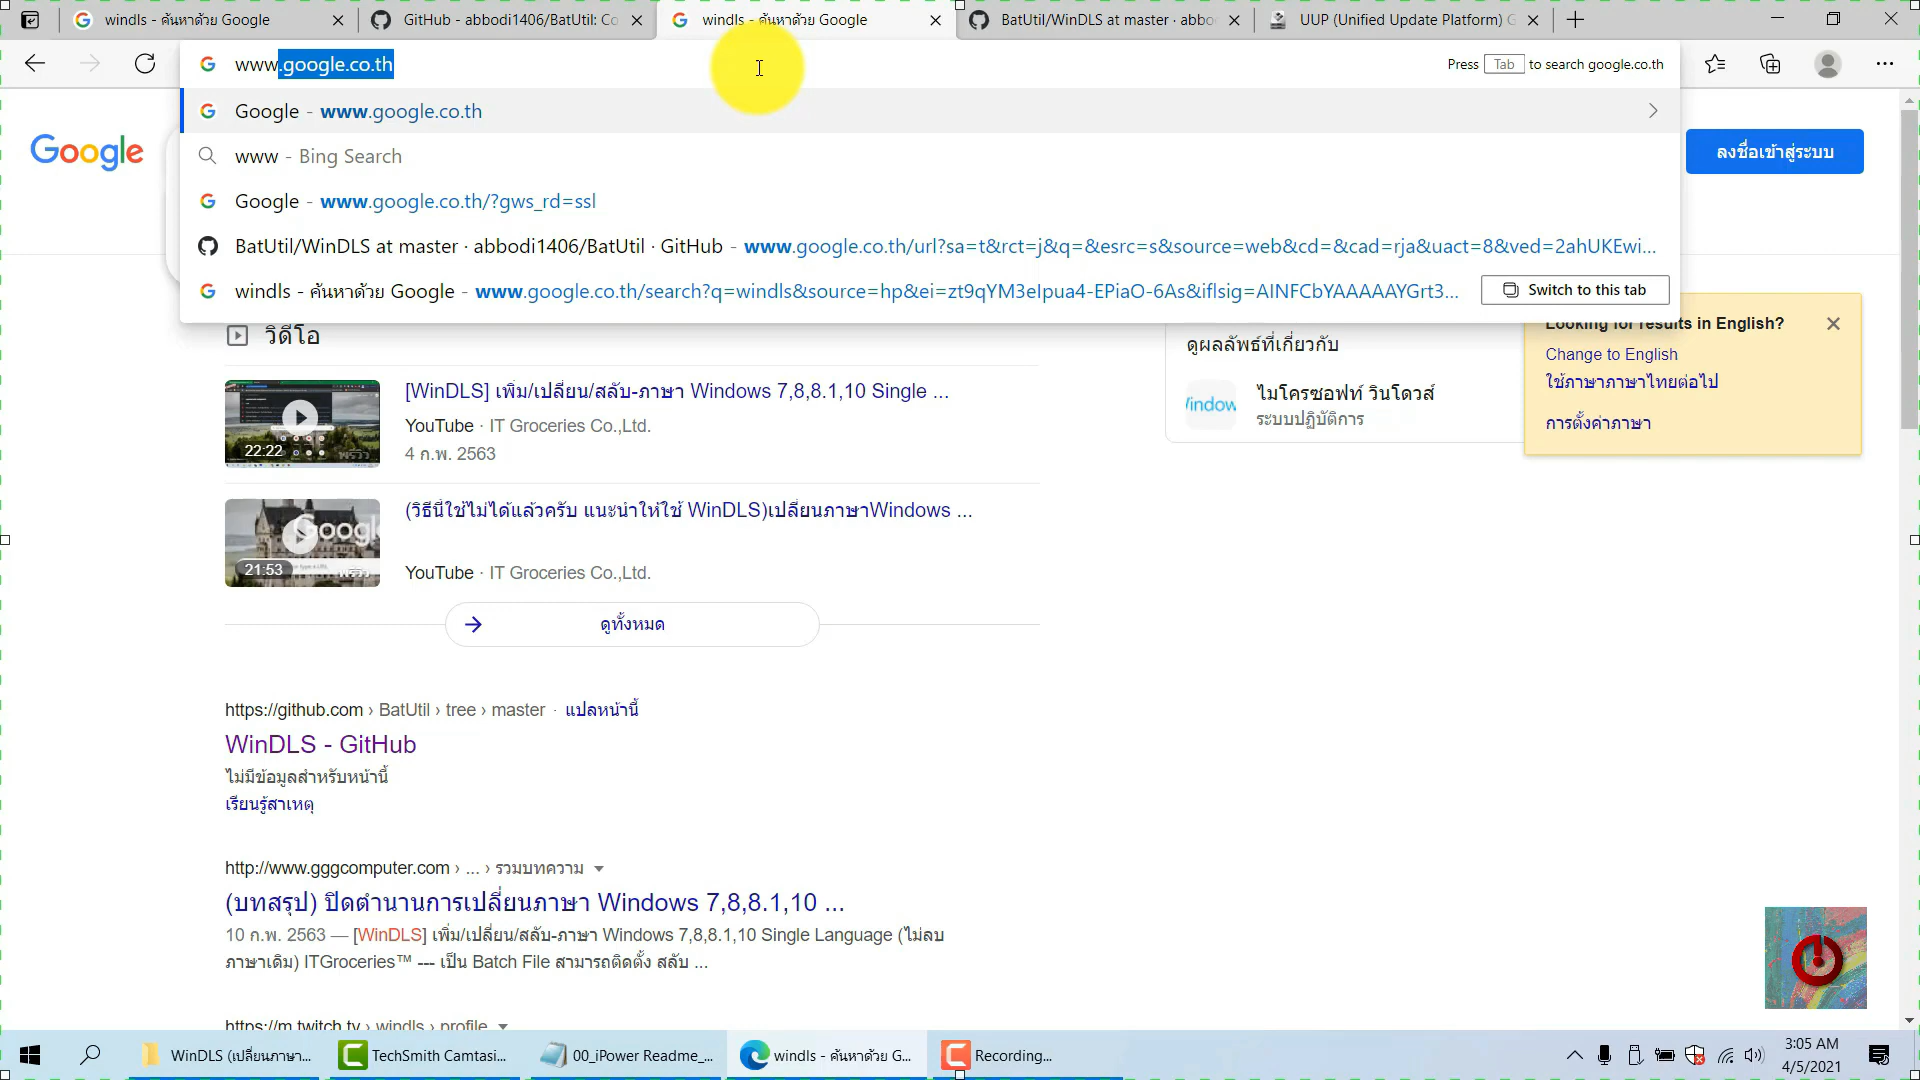 windls - ค้นหาด้วย Google
GitHub - abbodi1406/BatUtil: Co
windls - ค้นหาด้วย Google
BatUtil/WinDLS at master · abbo
UUP (Unified Update Platform) G
www.google.co.th
Press Tab to search google.co.th
Google - www.google.co.th
www - Bing Search
Google - www.google.co.th/?gws_rd=ssl
BatUtil/WinDLS at master · abbodi1406/BatUtil · GitHub - www.google.co.th/url?sa=t&rct=j&q=&esrc=s&source=web&cd=&cad=rja&uact=8&ved=2ahUKEwi...
windls - ค้นหาด้วย Google - www.google.co.th/search?q=windls&source=hp&ei=zt9qYM3eIpua4-EPiaO-6As&iflsig=AINFCbYAAAAAYGrt3...
Switch to this tab
Google
ลงชื่อเข้าสู่ระบบ
วิดีโอ
[WinDLS] เพิ่ม/เปลี่ยน/สลับ-ภาษา Windows 7,8,8.1,10 Single ...
YouTube · IT Groceries Co.,Ltd.
4 ก.พ. 2563
22:22
พรีวิว
(วิธีนี้ใช้ไม่ได้แล้วครับ แนะนำให้ใช้ WinDLS)เปลี่ยนภาษาWindows ...
YouTube · IT Groceries Co.,Ltd.
21:53
พรีวิว
ดูทั้งหมด
ดูผลลัพธ์ที่เกี่ยวกับ
ไมโครซอฟท์ วินโดวส์
ระบบปฏิบัติการ
Looking for results in English?
Change to English
ใช้ภาษาภาษาไทยต่อไป
การตั้งค่าภาษา
https://github.com › BatUtil › tree › master · แปลหน้านี้
WinDLS - GitHub
ไม่มีข้อมูลสำหรับหน้านี้
เรียนรู้สาเหตุ
http://www.gggcomputer.com › ... › รวมบทความ
(บทสรุป) ปิดตำนานการเปลี่ยนภาษา Windows 7,8,8.1,10 ...
10 ก.พ. 2563 — [WinDLS] เพิ่ม/เปลี่ยน/สลับ-ภาษา Windows 7,8,8.1,10 Single Language (ไม่ลบ
ภาษาเดิม) ITGroceries™ --- เป็น Batch File สามารถติดตั้ง สลับ ...
https://m.twitch.tv › windls › profile
WinDLS (เปลี่ยนภาษา...
TechSmith Camtasi...
00_iPower Readme_...
windls - ค้นหาด้วย G...
Recording...
3:05 AM
4/5/2021